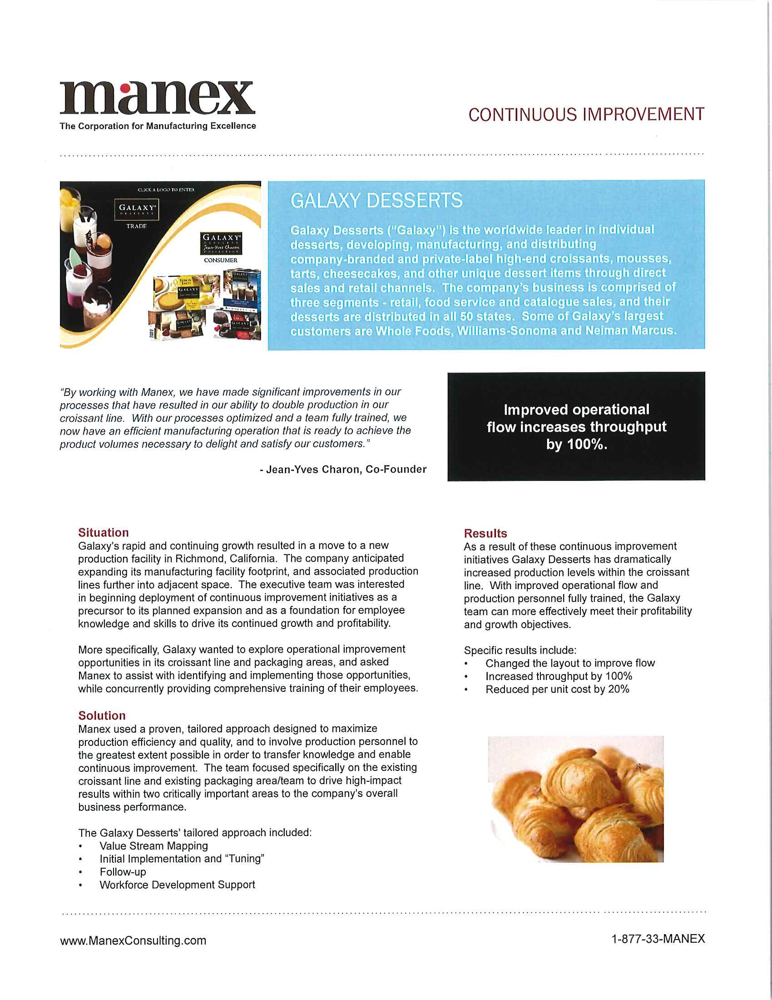 manex
The Corporation for Manufacturing Excellence
CONTINUOUS IMPROVEMENT
CLICK A LOGO TO ENTER
GALAXY
DESSERTS
TRADE
GALAXY
DESSERTS
Jean-Yves Charon
COLLECTION
CONSUMER
LEMON
TARTS
GALAXY
GALAXY
GALAXY
GALAXY
GALAXY DESSERTS
Galaxy Desserts (“Galaxy”) is the worldwide leader in individual
desserts, developing, manufacturing, and distributing
company-branded and private-label high-end croissants, mousses,
tarts, cheesecakes, and other unique dessert items through direct
sales and retail channels.  The company’s business is comprised of
three segments - retail, food service and catalogue sales, and their
desserts are distributed in all 50 states.  Some of Galaxy’s largest
customers are Whole Foods, Williams-Sonoma and Neiman Marcus.
“By working with Manex, we have made significant improvements in our
processes that have resulted in our ability to double production in our
croissant line.  With our processes optimized and a team fully trained, we
now have an efficient manufacturing operation that is ready to achieve the
product volumes necessary to delight and satisfy our customers.”
- Jean-Yves Charon, Co-Founder
Improved operational
flow increases throughput
by 100%.
Situation
Galaxy’s rapid and continuing growth resulted in a move to a new
production facility in Richmond, California.  The company anticipated
expanding its manufacturing facility footprint, and associated production
lines further into adjacent space.  The executive team was interested
in beginning deployment of continuous improvement initiatives as a
precursor to its planned expansion and as a foundation for employee
knowledge and skills to drive its continued growth and profitability.
More specifically, Galaxy wanted to explore operational improvement
opportunities in its croissant line and packaging areas, and asked
Manex to assist with identifying and implementing those opportunities,
while concurrently providing comprehensive training of their employees.
Solution
Manex used a proven, tailored approach designed to maximize
production efficiency and quality, and to involve production personnel to
the greatest extent possible in order to transfer knowledge and enable
continuous improvement.  The team focused specifically on the existing
croissant line and existing packaging area/team to drive high-impact
results within two critically important areas to the company’s overall
business performance.
The Galaxy Desserts’ tailored approach included:
• Value Stream Mapping
• Initial Implementation and “Tuning”
• Follow-up
• Workforce Development Support
Results
As a result of these continuous improvement
initiatives Galaxy Desserts has dramatically
increased production levels within the croissant
line.  With improved operational flow and
production personnel fully trained, the Galaxy
team can more effectively meet their profitability
and growth objectives.
Specific results include:
• Changed the layout to improve flow
• Increased throughput by 100%
• Reduced per unit cost by 20%
www.ManexConsulting.com
1-877-33-MANEX